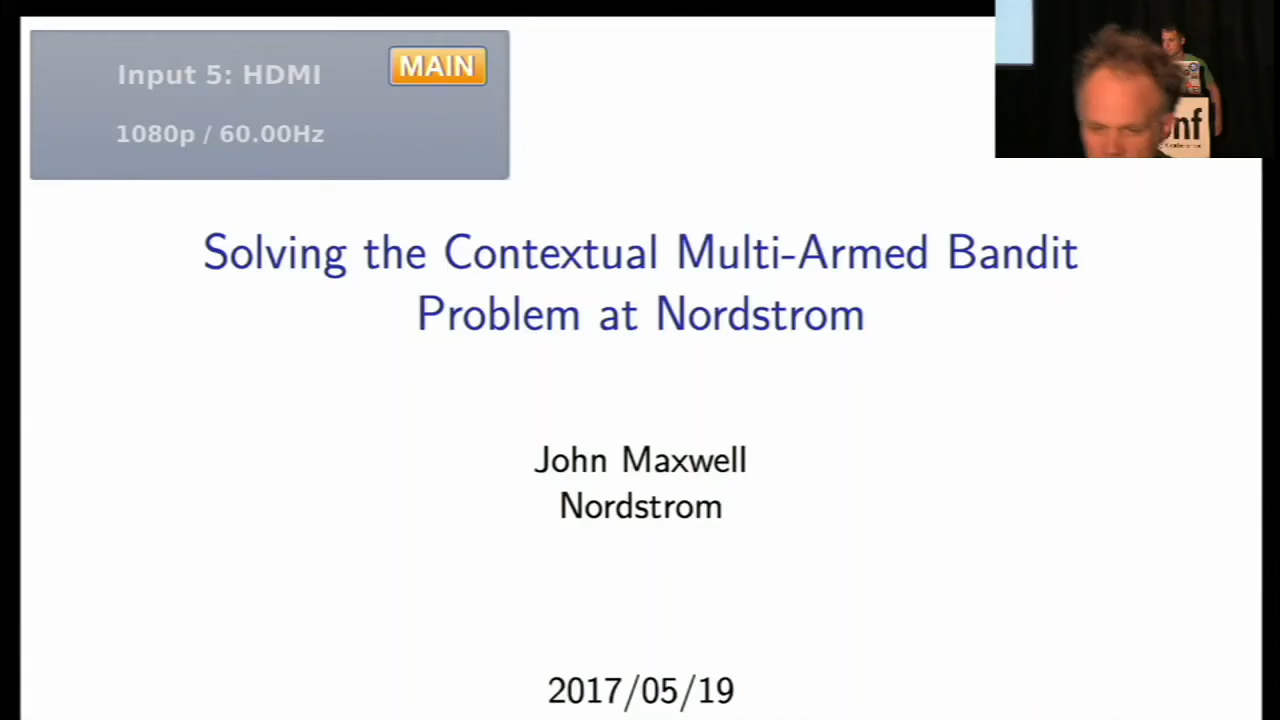 Input 5: HDMI
MAIN
1080p / 60.00Hz
nf
Solving the Contextual Multi-Armed Bandit
Problem at Nordstrom
John Maxwell
Nordstrom
2017/05/19